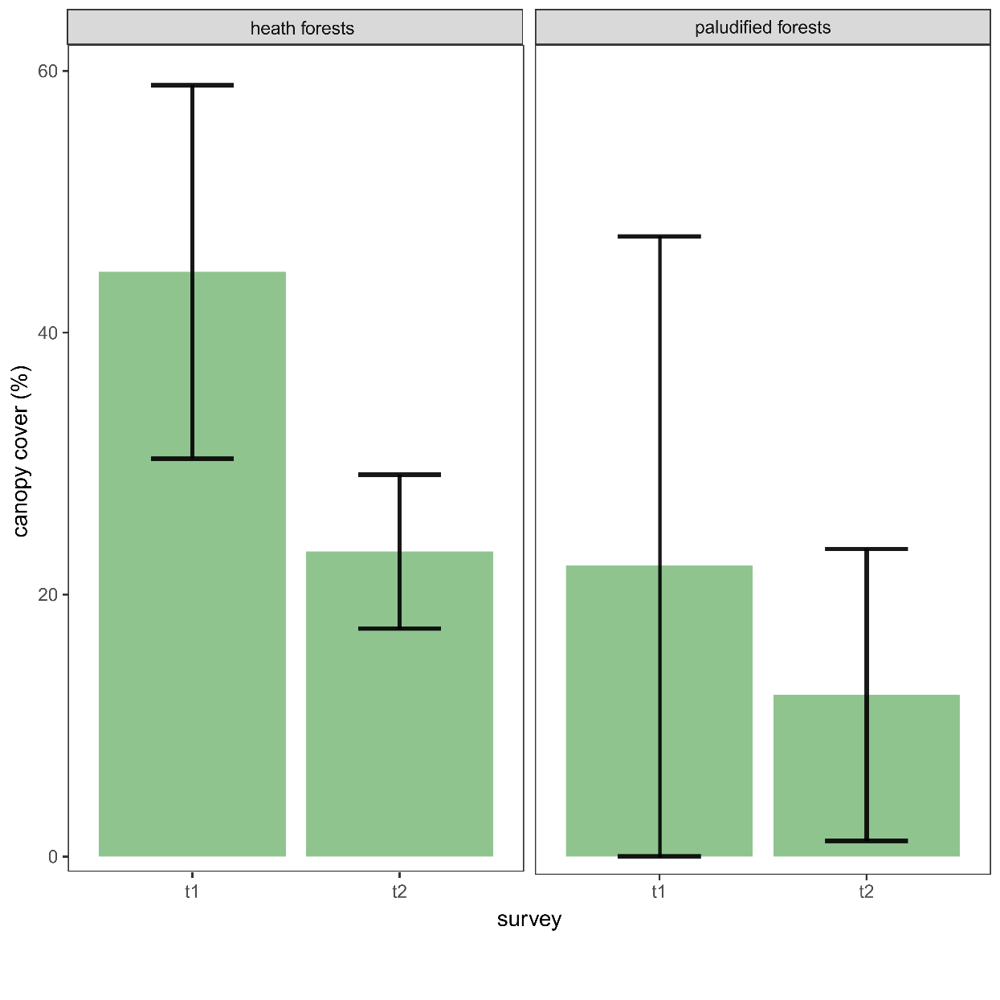 heath forests
paludified forests
60
40
20
0
canopy cover (%)
t1
t2
t1
t2
survey